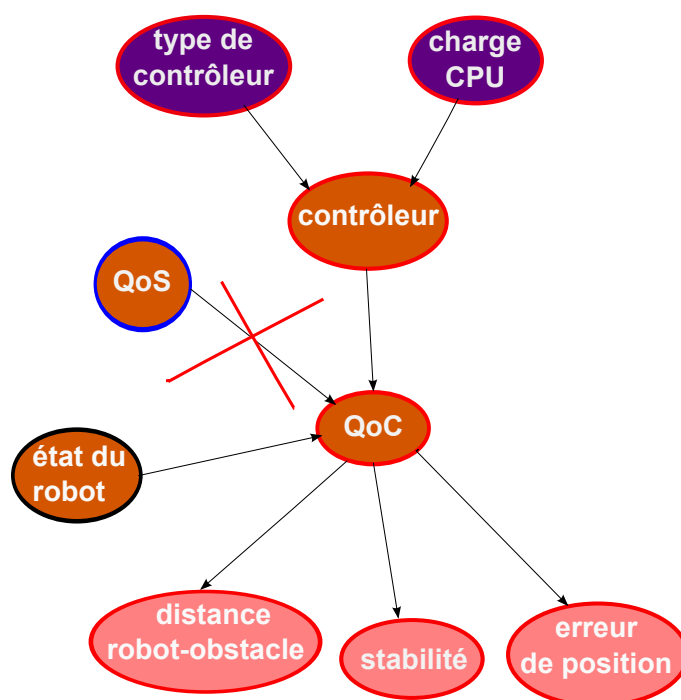 type de
contrôleur
charge
CPU
contrôleur
QoS
QoC
état du
robot
distance
robot-obstacle
stabilité
erreur
de position